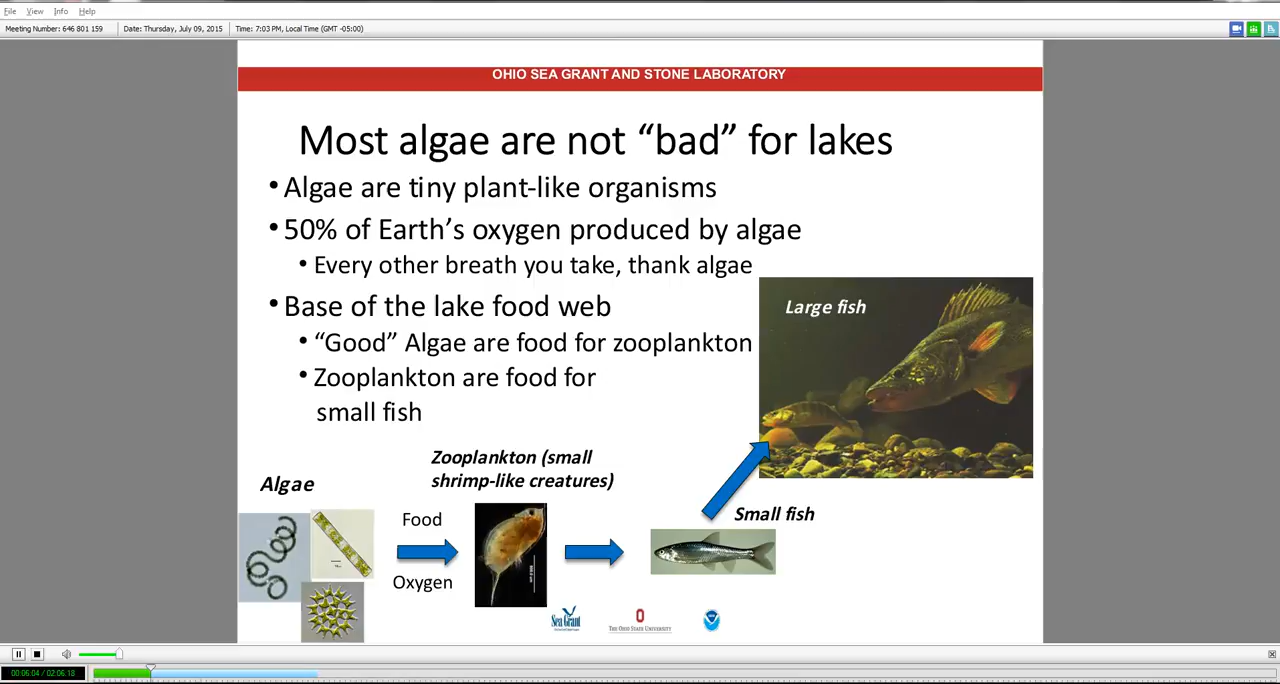 File View Info Help
Meeting Number: 646 801 159 Date: Thursday, July 09, 2015 Time: 7:03 PM, Local Time (GMT -05:00)
OHIO SEA GRANT AND STONE LABORATORY
Most algae are not “bad” for lakes
•Algae are tiny plant-like organisms
•50% of Earth’s oxygen produced by algae
•Every other breath you take, thank algae
•Base of the lake food web
•“Good” Algae are food for zooplankton
•Zooplankton are food for
small fish
Large fish
Zooplankton (small
shrimp-like creatures)
Algae
Food
Oxygen
Small fish
Sea Grant
THE OHIO STATE UNIVERSITY
00:06:04 / 02:06:13